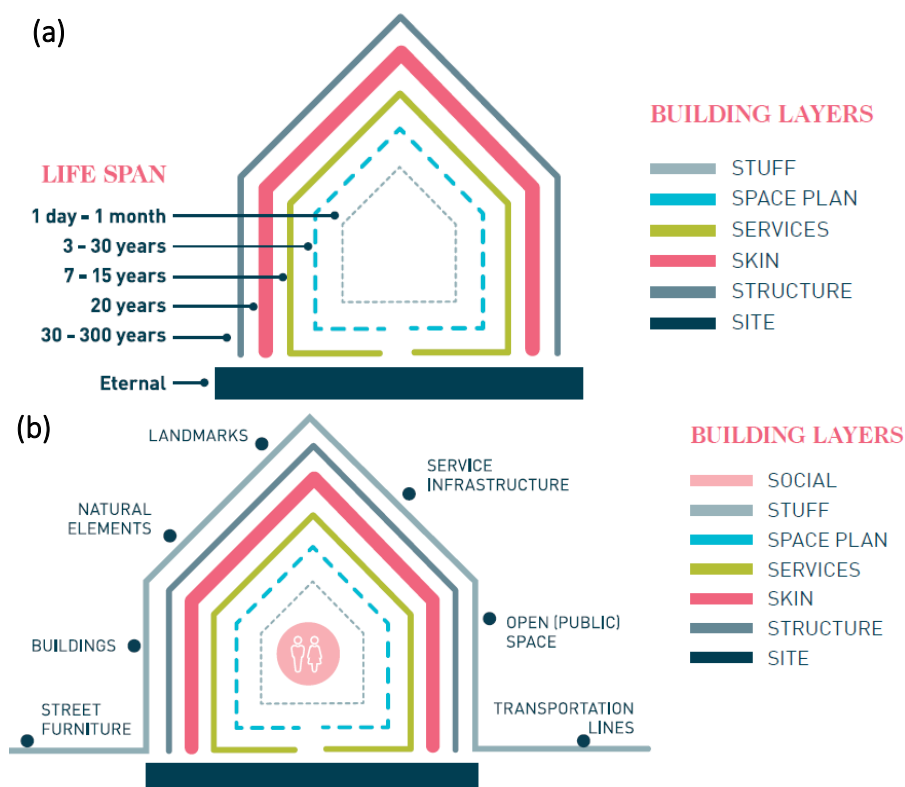 (a)
LIFE SPAN
1 day – 1 month
3 – 30 years
7 – 15 years
20 years
30 – 300 years
Eternal
BUILDING LAYERS
STUFF
SPACE PLAN
SERVICES
SKIN
STRUCTURE
SITE
(b)
LANDMARKS
SERVICE
INFRASTRUCTURE
NATURAL
ELEMENTS
BUILDINGS
OPEN (PUBLIC)
SPACE
STREET
FURNITURE
TRANSPORTATION
LINES
BUILDING LAYERS
SOCIAL
STUFF
SPACE PLAN
SERVICES
SKIN
STRUCTURE
SITE